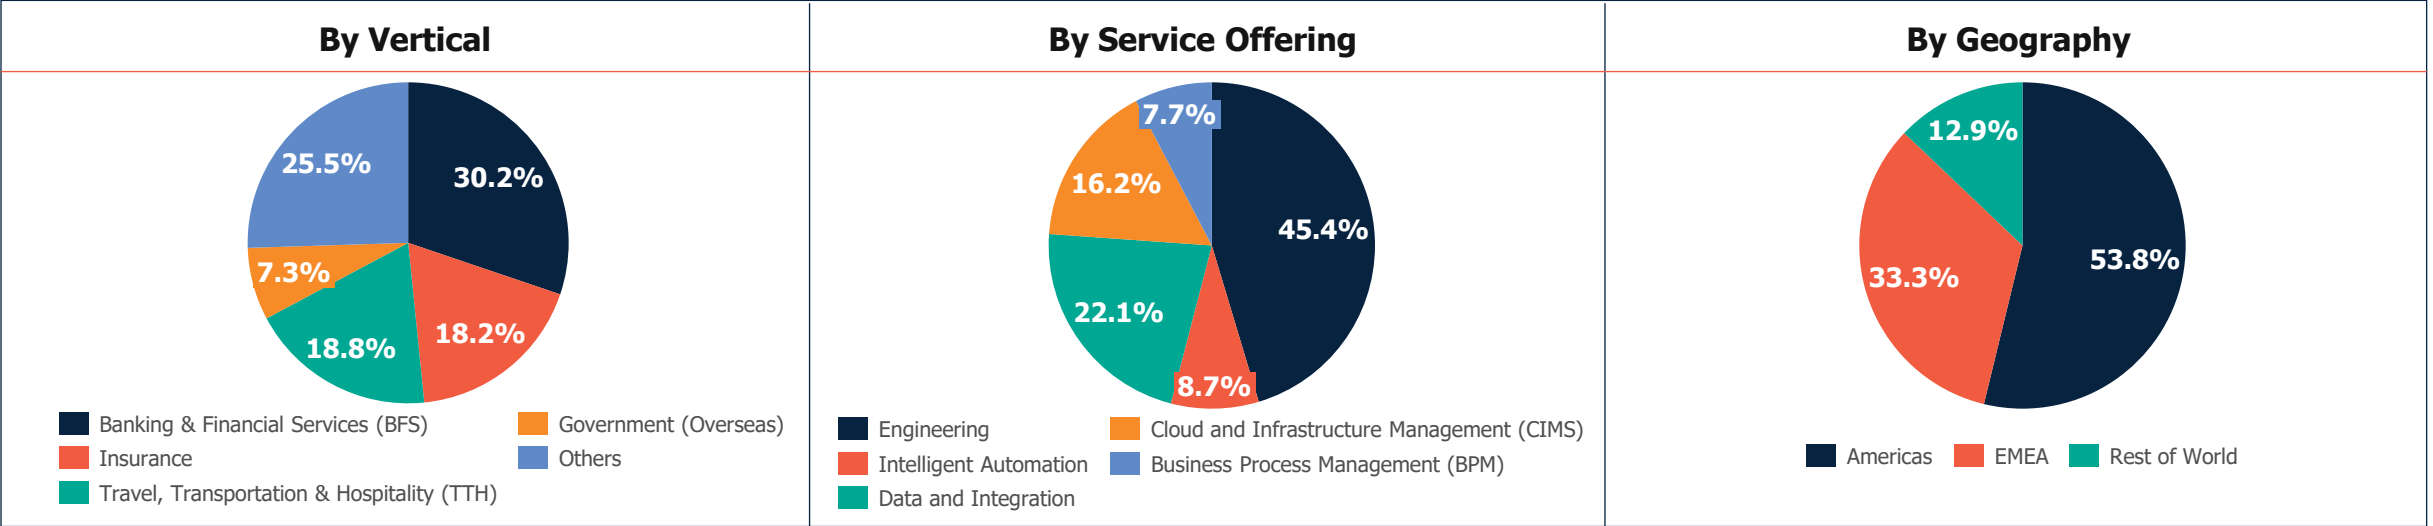 By Vertical
25.5%
30.2%
7.3%
18.8%
18.2%
Banking & Financial Services (BFS)
Government (Overseas)
Insurance
Others
Travel, Transportation & Hospitality (TTH)
By Service Offering
7.7%
16.2%
45.4%
22.1%
8.7%
Engineering
Cloud and Infrastructure Management (CIMS)
Intelligent Automation
Business Process Management (BPM)
Data and Integration
By Geography
12.9%
53.8%
33.3%
Americas
EMEA
Rest of World